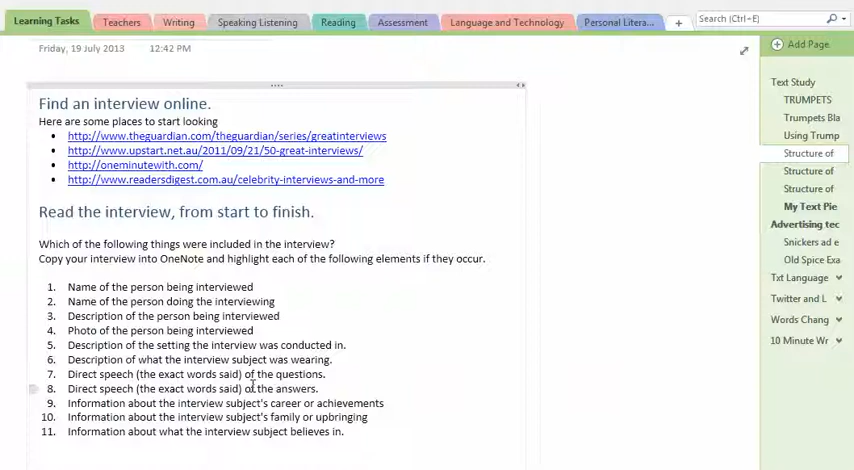 Learning Tasks
Teachers
Writing
Speaking Listening
Reading
Assessment
Language and Technology
Personal Litera...
Search (Ctrl+E)
Friday, 19 July 2013 12:42 PM
Find an interview online.
Here are some places to start looking
• http://www.theguardian.com/theguardian/series/greatinterviews
• http://www.upstart.net.au/2011/09/21/50-great-interviews/
• http://oneminutewith.com/
• http://www.readersdigest.com.au/celebrity-interviews-and-more
Read the interview, from start to finish.
Which of the following things were included in the interview?
Copy your interview into OneNote and highlight each of the following elements if they occur.
1. Name of the person being interviewed
2. Name of the person doing the interviewing
3. Description of the person being interviewed
4. Photo of the person being interviewed
5. Description of the setting the interview was conducted in.
6. Description of what the interview subject was wearing.
7. Direct speech (the exact words said) of the questions.
8. Direct speech (the exact words said) of the answers.
9. Information about the interview subject's career or achievements
10. Information about the interview subject's family or upbringing
11. Information about what the interview subject believes in.
Add Page
Text Study
TRUMPETS
Trumpets Bla
Using Trump
Structure of
Structure of
Structure of
My Text Pie
Advertising tec
Snickers ad e
Old Spice Exa
Txt Language
Twitter and L
Words Chang
10 Minute Wr